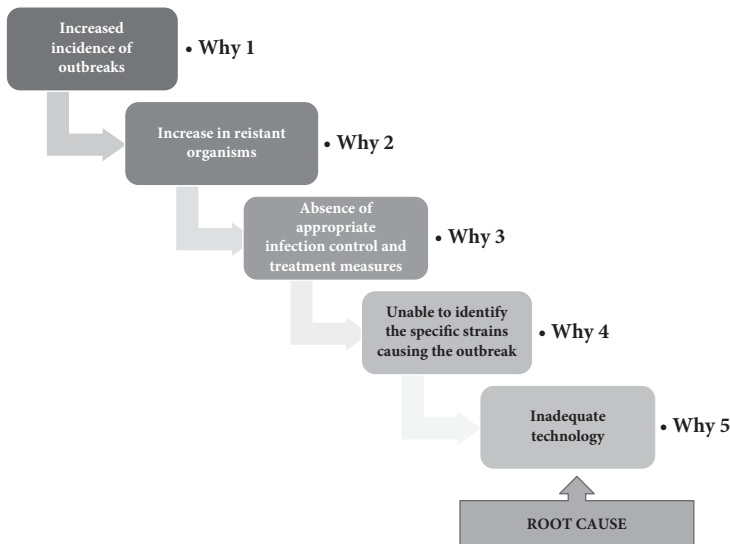 Increased
incidence of
outbreaks
• Why 1
Increase in reistant
organisms
• Why 2
Absence of
appropriate
infection control and
treatment measures
• Why 3
Unable to identify
the specific strains
causing the outbreak
• Why 4
Inadequate
technology
• Why 5
ROOT CAUSE